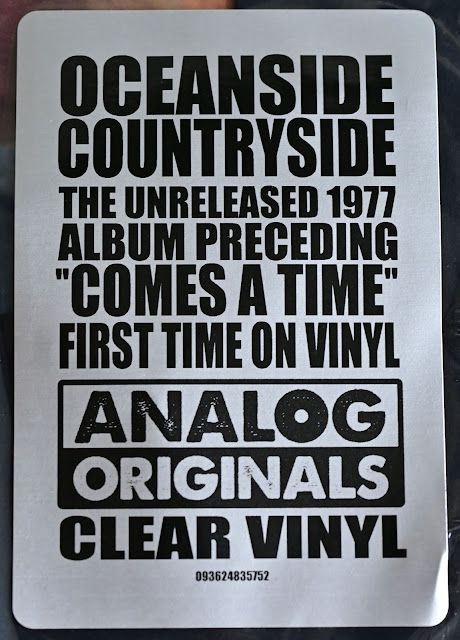 OCEANSIDE
COUNTRYSIDE
THE UNRELEASED 1977
ALBUM PRECEDING
"COMES A TIME"
FIRST TIME ON VINYL
ANALOG
ORIGINALS
CLEAR VINYL
093624835752